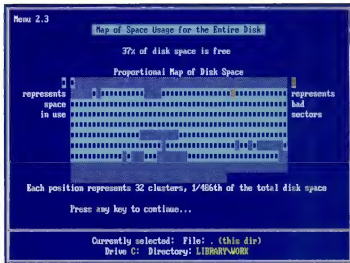 Menu 2.3
Map of Space Usage for the Entire Disk
37% of disk space is free
Proportional Map of Disk Space
represents space in use
represents bad sectors
Each position represents 32 clusters, 1/486th of the total disk space
Press any key to continue...
Currently selected: File: . (this dir)
Drive C: Directory: LIBRARY\WORK